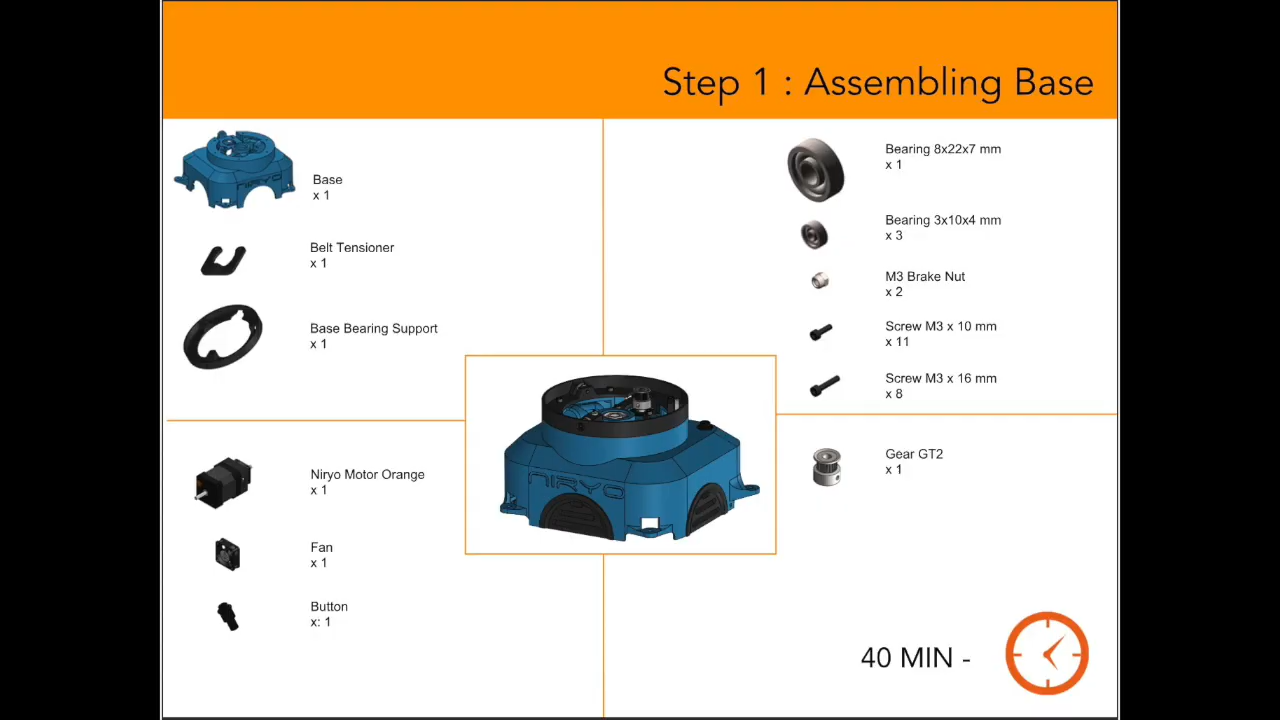 Step 1 : Assembling Base
Base
x 1
Belt Tensioner
x 1
Base Bearing Support
x 1
Bearing 8x22x7 mm
x 1
Bearing 3x10x4 mm
x 3
M3 Brake Nut
x 2
Screw M3 x 10 mm
x 11
Screw M3 x 16 mm
x 8
NIRYO
NIRYO
Niryo Motor Orange
x 1
Fan
x 1
Button
x: 1
Gear GT2
x 1
40 MIN -